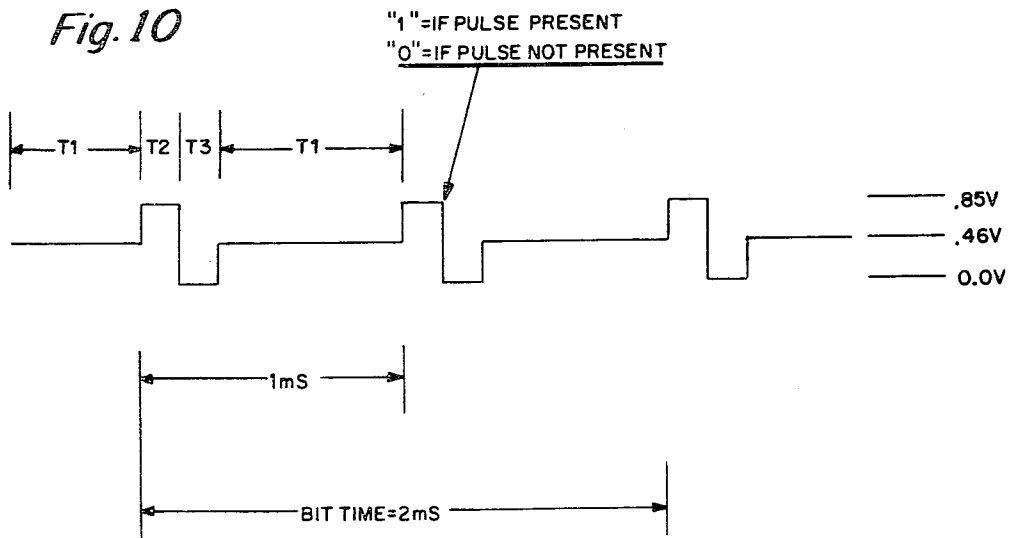 Fig. 10
"1"=IF PULSE PRESENT
"0"=IF PULSE NOT PRESENT
T1
T2
T3
T1
.85V
.46V
0.0V
1mS
BIT TIME=2mS